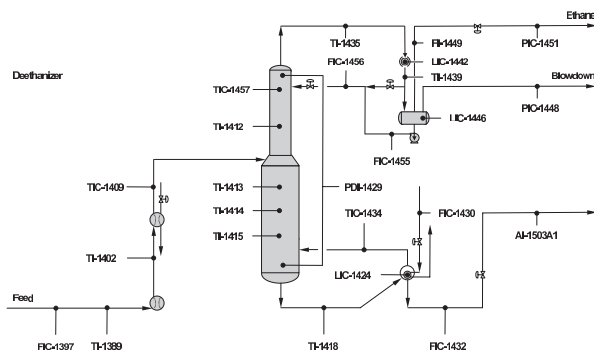 Ethane
TI-1435
FI-1449
PIC-1451
FIC-1456
LIC-1442
Deethanizer
TI-1439
Blowdown
TIC-1457
PIC-1448
TI-1412
LIC-1446
FIC-1455
TIC-1409
TI-1413
PDI-1429
TI-1414
TIC-1434
FIC-1430
TI-1415
AI-1503A1
TI-1402
LIC-1424
Feed
FIC-1397
TI-1389
TI-1418
FIC-1432